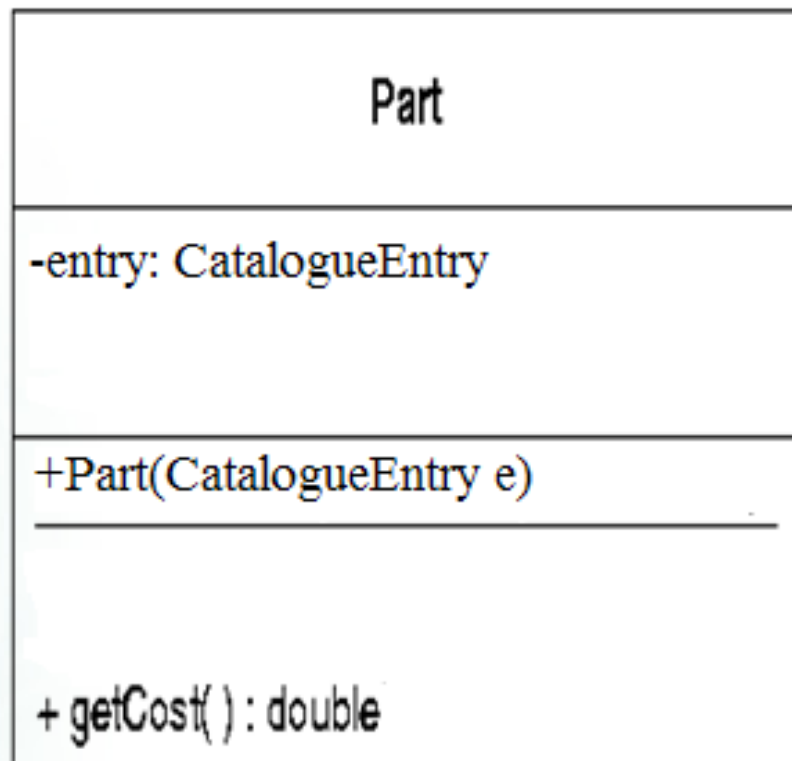 Part
-entry: CatalogueEntry
+Part(CatalogueEntry e)
+ getCost( ) : double